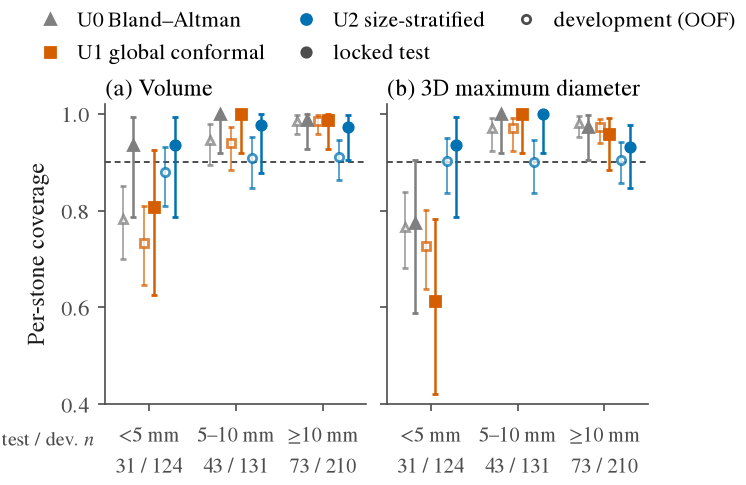 U0 Bland–Altman
U2 size-stratified
development (OOF)
U1 global conformal
locked test
(a) Volume
(b) 3D maximum diameter
Per-stone coverage
1.0
0.8
0.6
0.4
test / dev. n
<5 mm
5–10 mm
≥10 mm
<5 mm
5–10 mm
≥10 mm
31 / 124
43 / 131
73 / 210
31 / 124
43 / 131
73 / 210